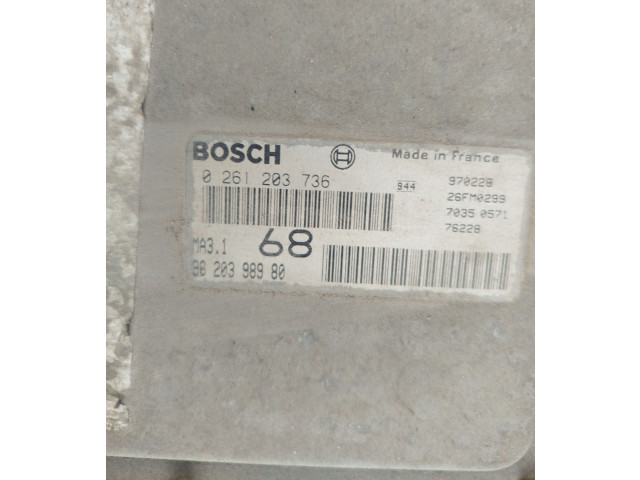 BOSCH Made in France
0 261 203 736 944 970228
26FM0299
7035 0571
76228
MA3.1 68
96 203 989 80